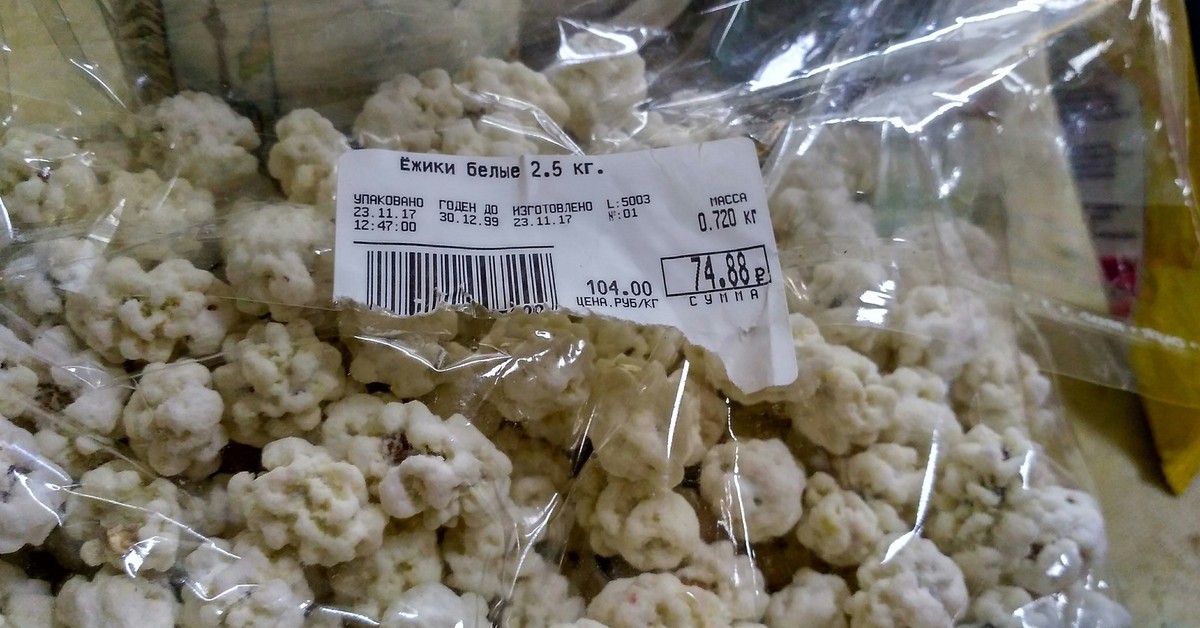 Ёжики белые 2.5 кг.
УПАКОВАНО ГОДЕН ДО ИЗГОТОВЛЕНО L:5003 МАССА
23.11.17 30.12.99 23.11.17 №:01 0.720 кг
12:47:00
104.00 74.88 ₽
ЦЕНА.РУБ/КГ СУММА